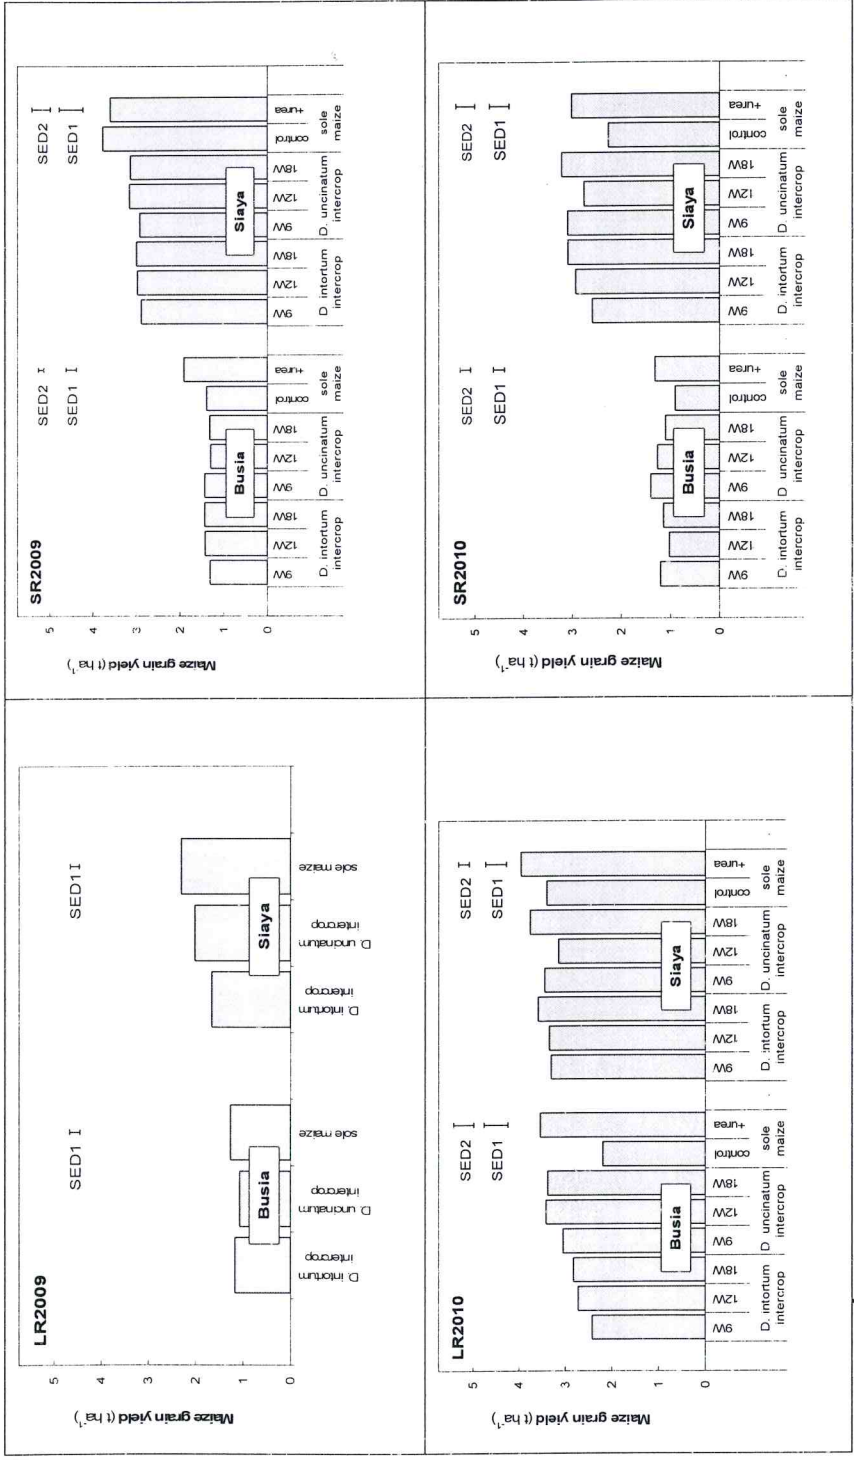 LR2009
Maize grain yield (t ha⁻¹)
5
4
3
2
1
0
SED1
SED1
Busia
Siaya
D. intortum
intercrop
D. uncinatum
intercrop
sole maize
D. intortum
intercrop
D. uncinatum
intercrop
sole maize
SR2009
Maize grain yield (t ha⁻¹)
5
4
3
2
1
0
SED2
SED1
SED2
SED1
Busia
Siaya
9W 12W 18W 9W 12W 18W control +urea 9W 12W 18W 9W 12W 18W control +urea
D. intortum D. uncinatum sole D. intortum D. uncinatum sole
intercrop intercrop maize intercrop intercrop maize
LR2010
Maize grain yield (t ha⁻¹)
5
4
3
2
1
0
SED2
SED1
SED2
SED1
Busia
Siaya
9W 12W 18W 9W 12W 18W control +urea 9W 12W 18W 9W 12W 18W control +urea
D. intortum D uncinatum sole D. intortum D. uncinatum sole
intercrop intercrop maize intercrop intercrop maize
SR2010
Maize grain yield (t ha⁻¹)
5
4
3
2
1
0
SED2
SED1
SED2
SED1
Busia
Siaya
9W 12W 18W 9W 12W 18W control +urea 9W 12W 18W 9W 12W 18W control +urea
D. intortum D uncinatum sole D. intortum D. uncinatum sole
intercrop intercrop maize intercrop intercrop maize